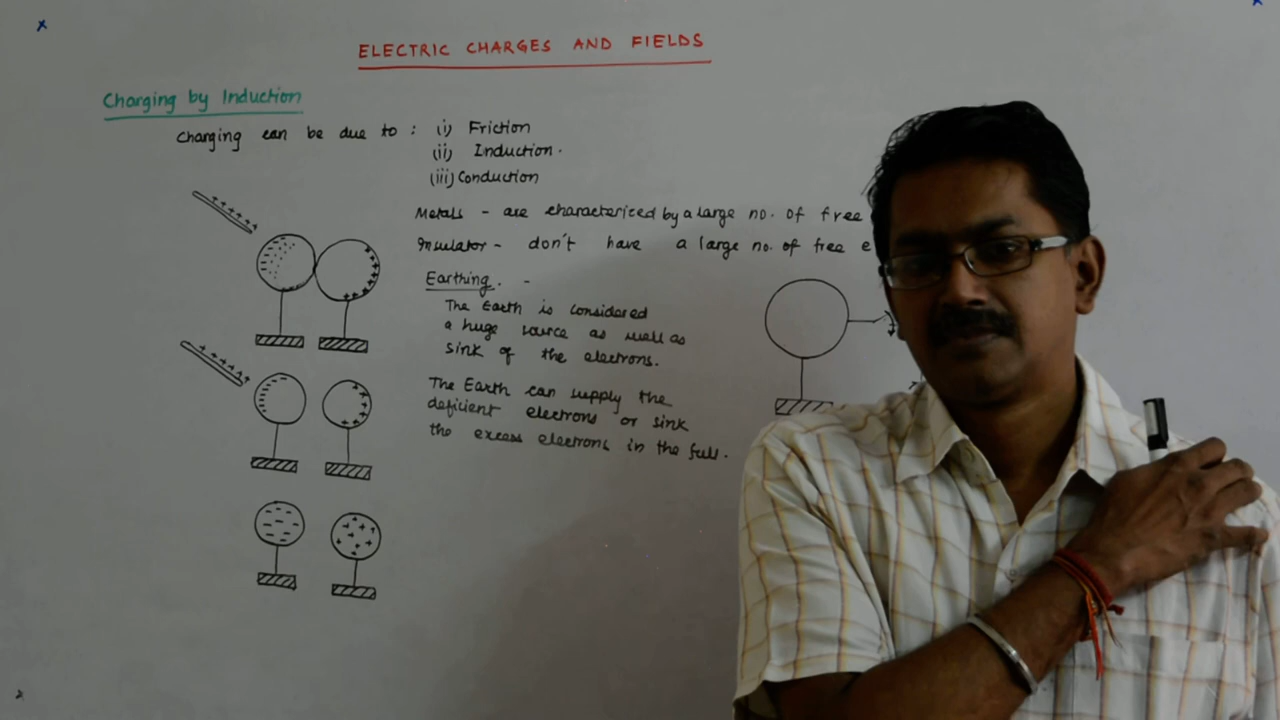 ELECTRIC CHARGES AND FIELDS
Charging by Induction
Charging can be due to : (i) Friction
(ii) Induction.
(iii) Conduction
Metals - are characterized by a large no. of free
Insulator - don't have a large no. of free e
Earthing. -
The Earth is considered
a huge source as well as
sink of the electrons.
The Earth can supply the
deficient electrons or sink
the excess electrons in the full.